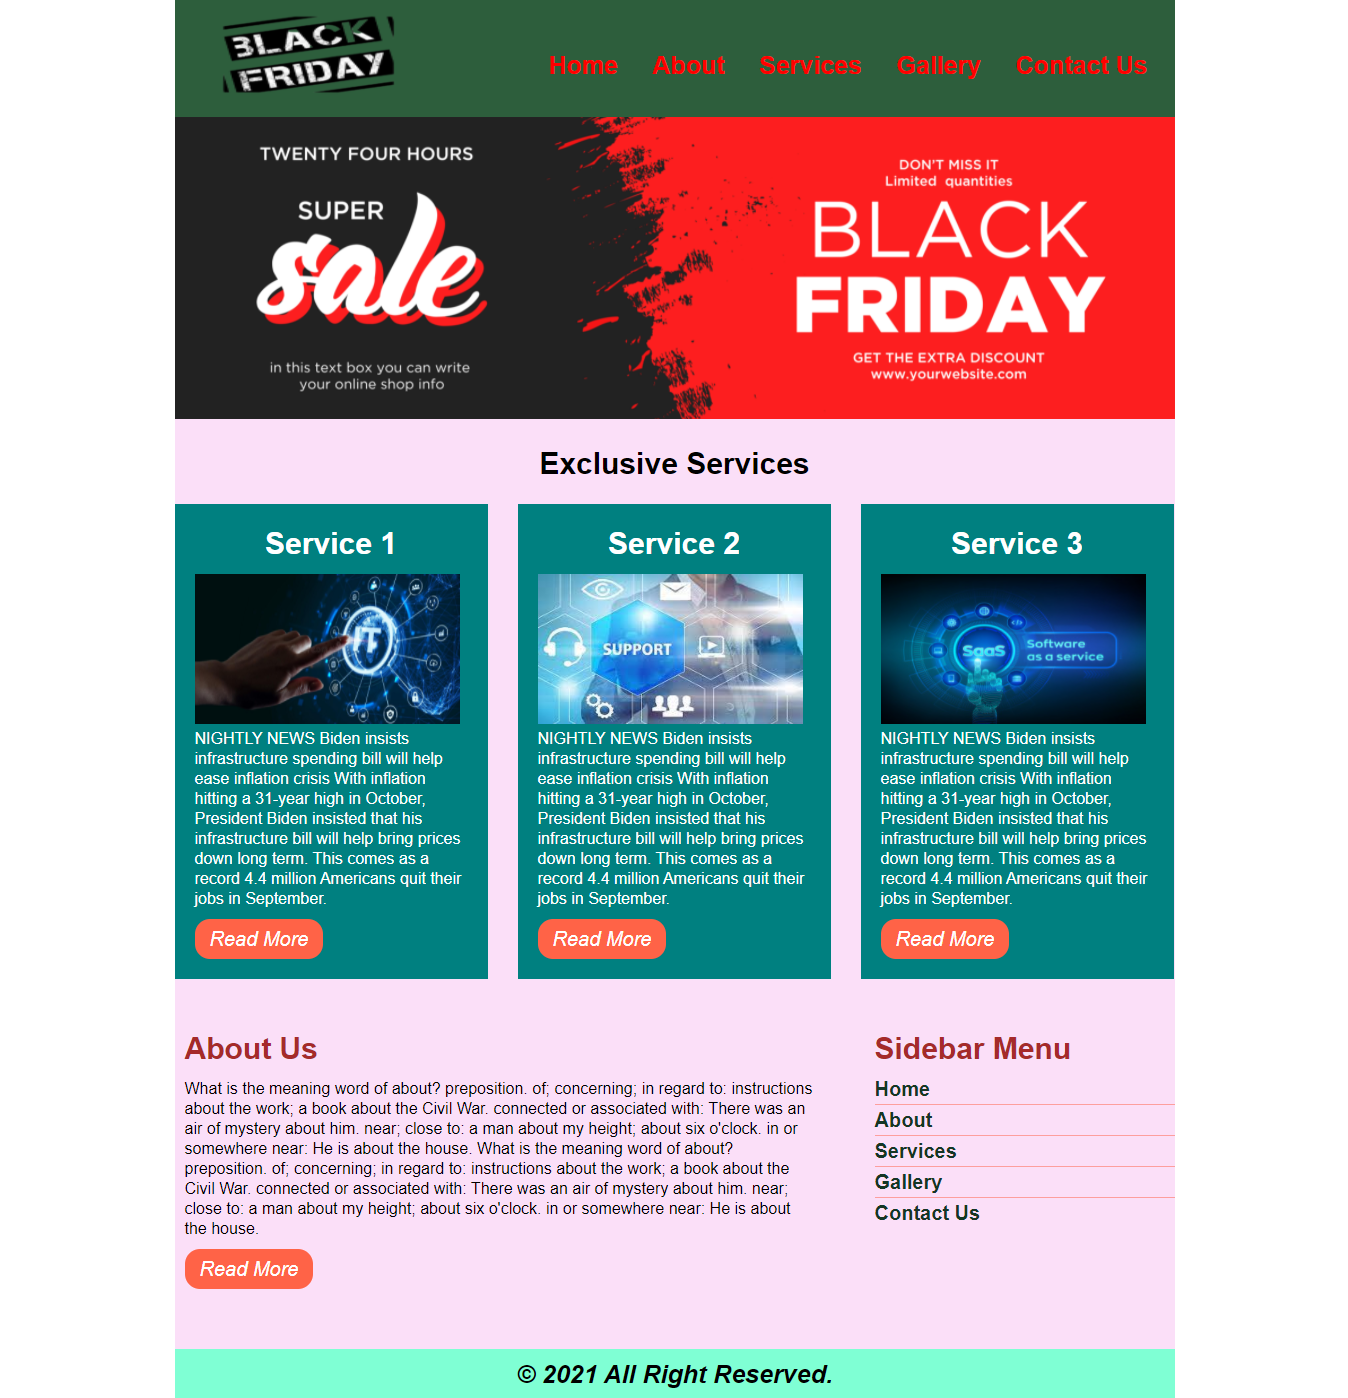 BLACK
FRIDAY
Home About Services Gallery Contact Us
TWENTY FOUR HOURS
SUPER
sale
in this text box you can write
your online shop info
DON'T MISS IT
Limited quantities
BLACK
FRIDAY
GET THE EXTRA DISCOUNT
www.yourwebsite.com
Exclusive Services
Service 1
IT
NIGHTLY NEWS Biden insists
infrastructure spending bill will help
ease inflation crisis With inflation
hitting a 31-year high in October,
President Biden insisted that his
infrastructure bill will help bring prices
down long term. This comes as a
record 4.4 million Americans quit their
jobs in September.
Read More
Service 2
SUPPORT
NIGHTLY NEWS Biden insists
infrastructure spending bill will help
ease inflation crisis With inflation
hitting a 31-year high in October,
President Biden insisted that his
infrastructure bill will help bring prices
down long term. This comes as a
record 4.4 million Americans quit their
jobs in September.
Read More
Service 3
SaaS
Software
as a service
NIGHTLY NEWS Biden insists
infrastructure spending bill will help
ease inflation crisis With inflation
hitting a 31-year high in October,
President Biden insisted that his
infrastructure bill will help bring prices
down long term. This comes as a
record 4.4 million Americans quit their
jobs in September.
Read More
About Us
What is the meaning word of about? preposition. of; concerning; in regard to: instructions
about the work; a book about the Civil War. connected or associated with: There was an
air of mystery about him. near; close to: a man about my height; about six o'clock. in or
somewhere near: He is about the house. What is the meaning word of about?
preposition. of; concerning; in regard to: instructions about the work; a book about the
Civil War. connected or associated with: There was an air of mystery about him. near;
close to: a man about my height; about six o'clock. in or somewhere near: He is about
the house.
Read More
Sidebar Menu
Home
About
Services
Gallery
Contact Us
© 2021 All Right Reserved.